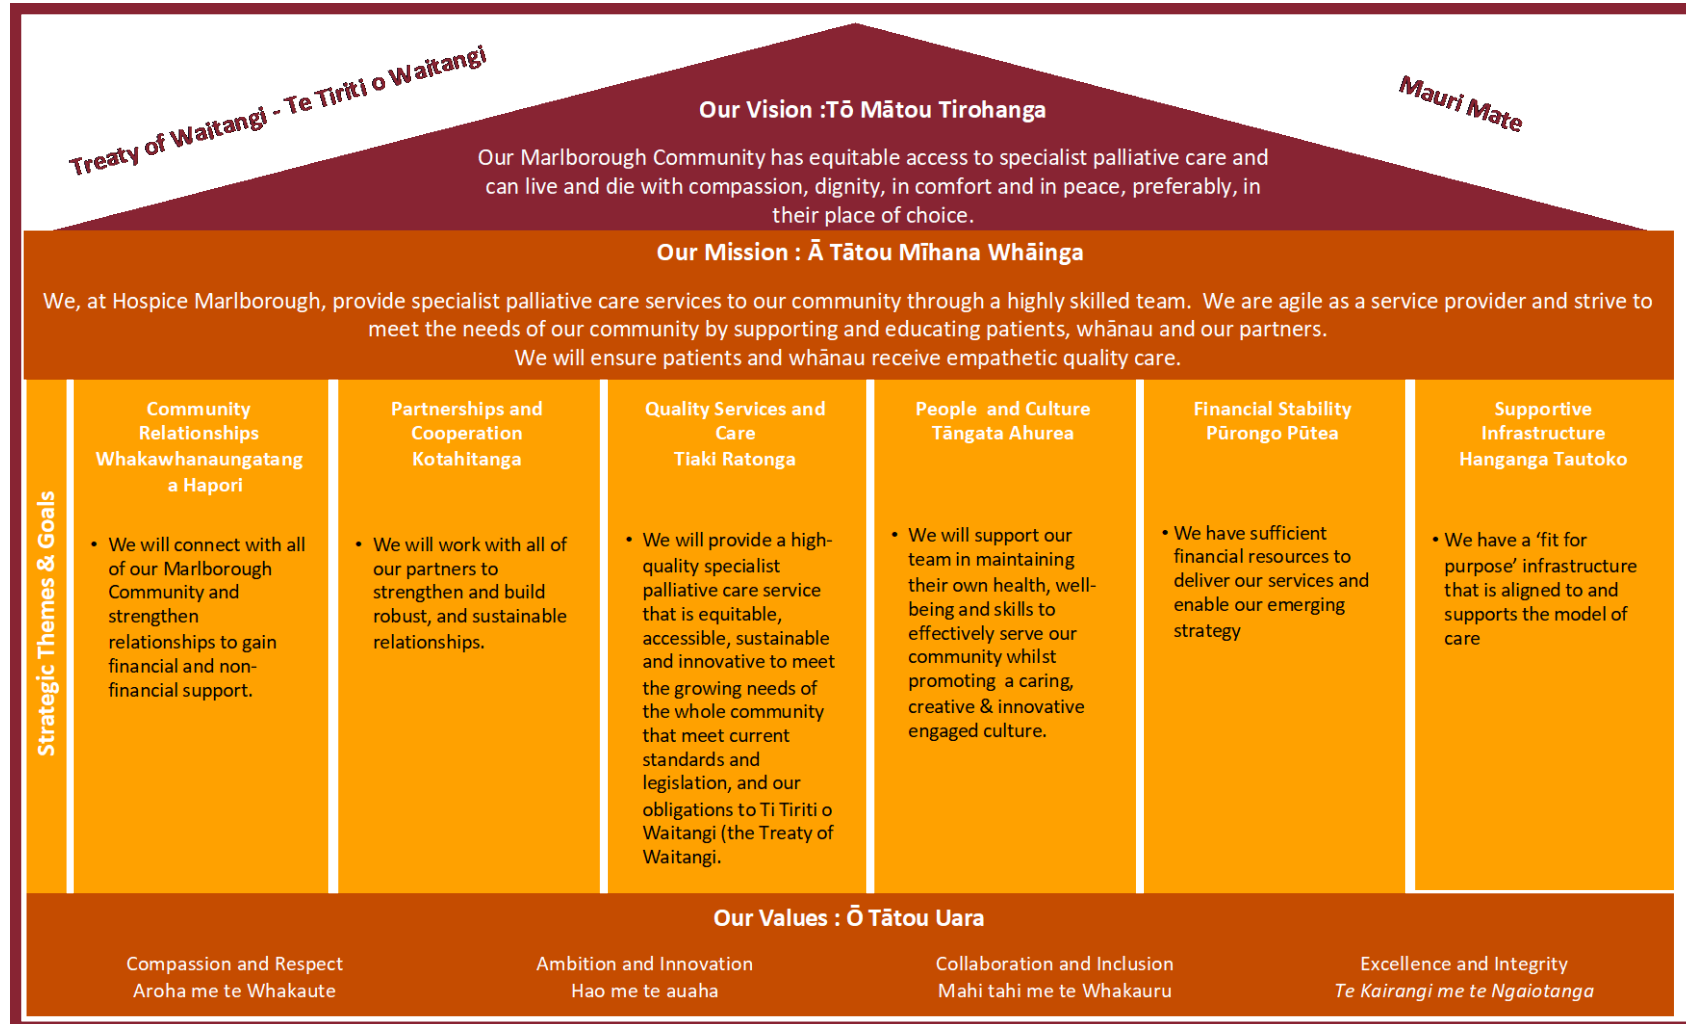 Treaty of Waitangi - Te Tiriti o Waitangi
Mauri Mate
Our Vision :Tō Mātou Tirohanga
Our Marlborough Community has equitable access to specialist palliative care and
can live and die with compassion, dignity, in comfort and in peace, preferably, in
their place of choice.
Our Mission : Ā Tātou Mīhana Whāinga
We, at Hospice Marlborough, provide specialist palliative care services to our community through a highly skilled team.  We are agile as a service provider and strive to
meet the needs of our community by supporting and educating patients, whānau and our partners.
We will ensure patients and whānau receive empathetic quality care.
Strategic Themes & Goals
Community
Relationships
Whakawhanaungatang
a Hapori
• We will connect with all
of our Marlborough
Community and
strengthen
relationships to gain
financial and non-
financial support.
Partnerships and
Cooperation
Kotahitanga
• We will work with all of
our partners to
strengthen and build
robust, and sustainable
relationships.
Quality Services and
Care
Tiaki Ratonga
• We will provide a high-
quality specialist
palliative care service
that is equitable,
accessible, sustainable
and innovative to meet
the growing needs of
the whole community
that meet current
standards and
legislation, and our
obligations to Ti Tiriti o
Waitangi (the Treaty of
Waitangi.
People  and Culture
Tāngata Ahurea
• We will support our
team in maintaining
their own health, well-
being and skills to
effectively serve our
community whilst
promoting  a caring,
creative & innovative
engaged culture.
Financial Stability
Pūrongo Pūtea
• We have sufficient
financial resources to
deliver our services and
enable our emerging
strategy
Supportive
Infrastructure
Hanganga Tautoko
• We have a ‘fit for
purpose’ infrastructure
that is aligned to and
supports the model of
care
Our Values : Ō Tātou Uara
Compassion and Respect
Aroha me te Whakaute
Ambition and Innovation
Hao me te auaha
Collaboration and Inclusion
Mahi tahi me te Whakauru
Excellence and Integrity
Te Kairangi me te Ngaiotanga